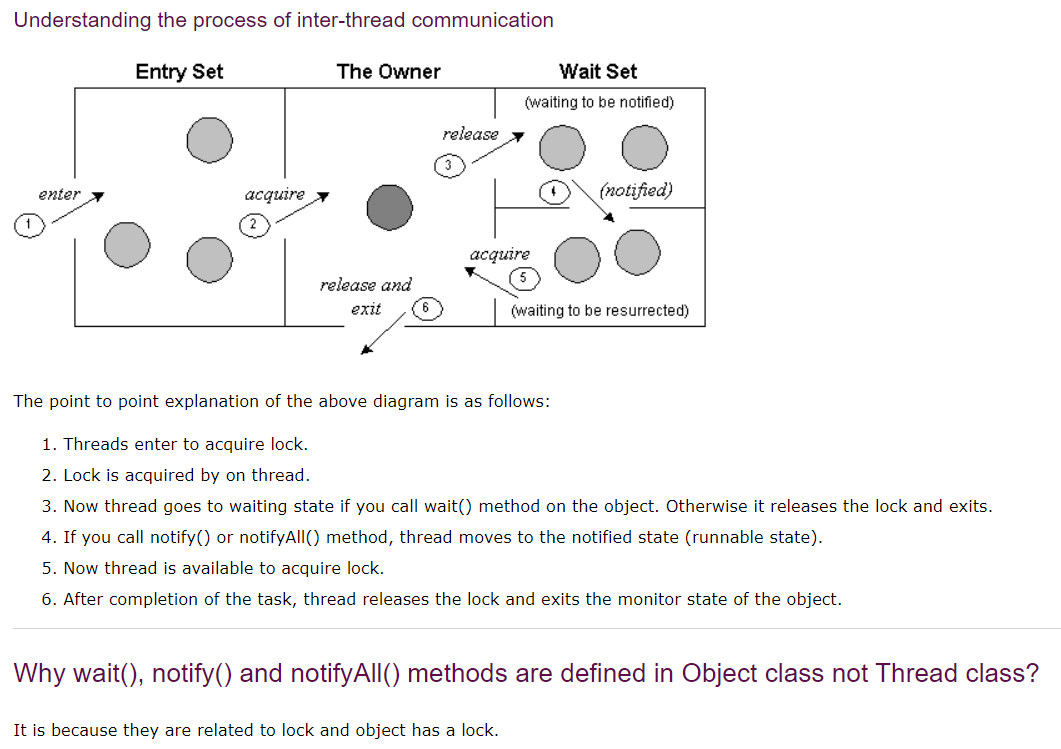 Understanding the process of inter-thread communication
Entry Set
The Owner
Wait Set
(waiting to be notified)
release
3
enter
acquire
4
(notified)
1
2
acquire
5
release and
exit
6
(waiting to be resurrected)
The point to point explanation of the above diagram is as follows:
1. Threads enter to acquire lock.
2. Lock is acquired by on thread.
3. Now thread goes to waiting state if you call wait() method on the object. Otherwise it releases the lock and exits.
4. If you call notify() or notifyAll() method, thread moves to the notified state (runnable state).
5. Now thread is available to acquire lock.
6. After completion of the task, thread releases the lock and exits the monitor state of the object.
Why wait(), notify() and notifyAll() methods are defined in Object class not Thread class?
It is because they are related to lock and object has a lock.